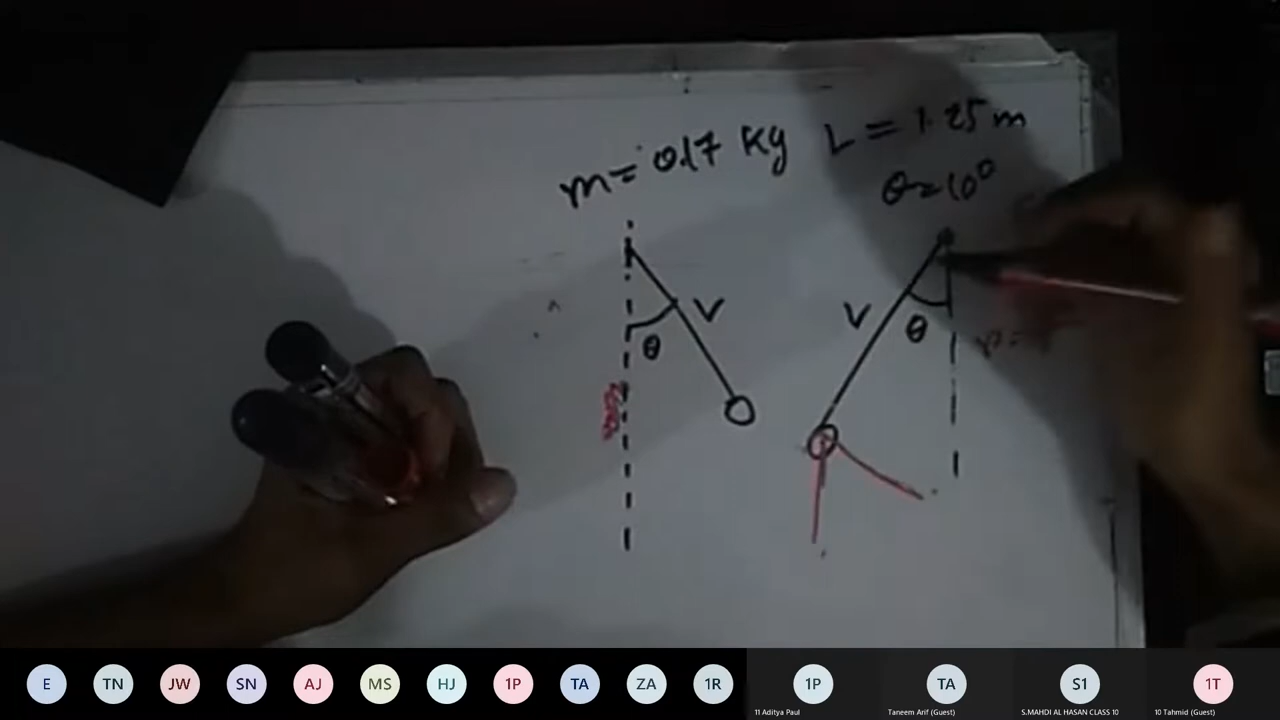 m = 0.17 kg L = 1.25 m
θ = 10°
V
θ
V
θ
E TN JW SN AJ MS HJ 1P TA ZA 1R 1P TA S1 1T
11 Aditya Paul Taneem Arif (Guest) S.MAHDI AL HASAN CLASS 10 10 Tahmid (Guest)